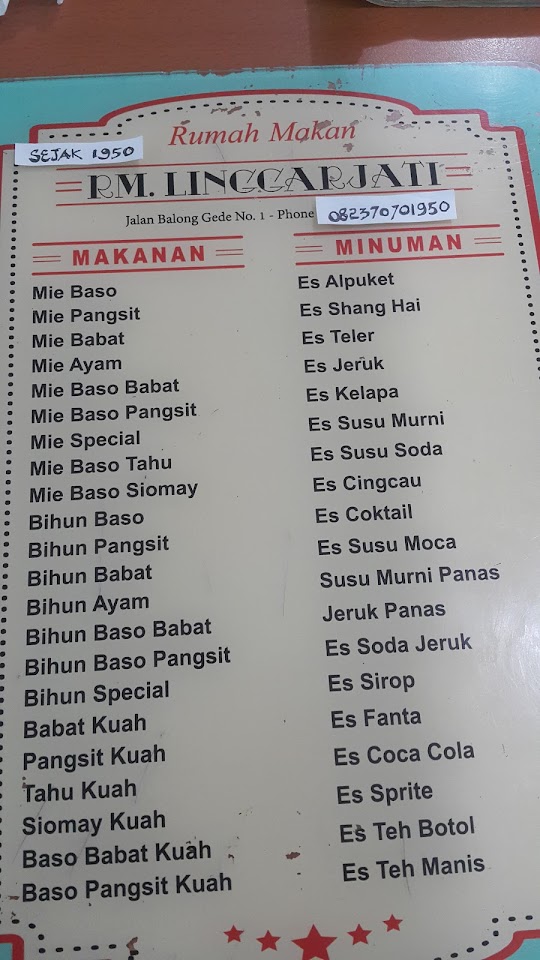 Rumah Makan
SEJAK 1950
RM. LINGGARJATI
Jalan Balong Gede No. 1 - Phone 082370701950
MAKANAN
Mie Baso
Mie Pangsit
Mie Babat
Mie Ayam
Mie Baso Babat
Mie Baso Pangsit
Mie Special
Mie Baso Tahu
Mie Baso Siomay
Bihun Baso
Bihun Pangsit
Bihun Babat
Bihun Ayam
Bihun Baso Babat
Bihun Baso Pangsit
Bihun Special
Babat Kuah
Pangsit Kuah
Tahu Kuah
Siomay Kuah
Baso Babat Kuah
Baso Pangsit Kuah
MINUMAN
Es Alpuket
Es Shang Hai
Es Teler
Es Jeruk
Es Kelapa
Es Susu Murni
Es Susu Soda
Es Cingcau
Es Coktail
Es Susu Moca
Susu Murni Panas
Jeruk Panas
Es Soda Jeruk
Es Sirop
Es Fanta
Es Coca Cola
Es Sprite
Es Teh Botol
Es Teh Manis